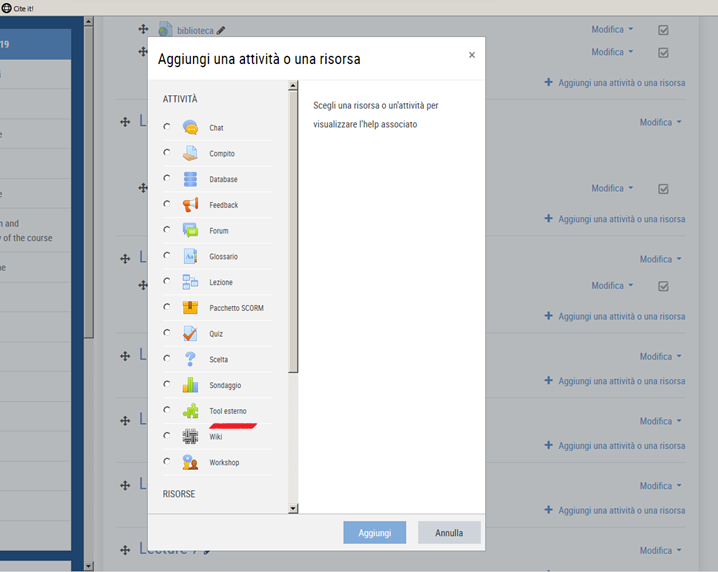 Cite it!
19
biblioteca
Modifica
Modifica
Aggiungi una attività o una risorsa
Aggiungi una attività o una risorsa
×
ATTIVITÀ
Chat
Compito
Database
Feedback
Forum
Glossario
Lezione
Pacchetto SCORM
Quiz
Scelta
Sondaggio
Tool esterno
Wiki
Workshop
RISORSE
Scegli una risorsa o un'attività per
visualizzare l'help associato
Aggiungi
Annulla
L
Modifica
Modifica
Aggiungi una attività o una risorsa
n and
y of the course
L
Modifica
ne
Modifica
Aggiungi una attività o una risorsa
L
Modifica
Aggiungi una attività o una risorsa
L
Modifica
Aggiungi una attività o una risorsa
L
Modifica
Aggiungi una attività o una risorsa
Modifica